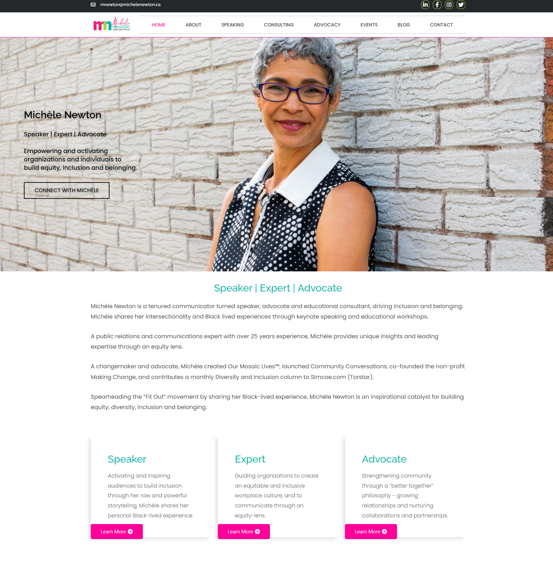 mnewton@michelenewton.ca
mn Michèle Newton
HOME ABOUT SPEAKING CONSULTING ADVOCACY EVENTS BLOG CONTACT
Michèle Newton
Speaker | Expert | Advocate
Empowering and activating
organizations and individuals to
build equity, inclusion and belonging.
CONNECT WITH MICHÈLE
Speaker | Expert | Advocate
Michèle Newton is a tenured communicator turned speaker, advocate and educational consultant, driving inclusion and belonging.
Michèle shares her intersectionality and Black lived experiences through keynote speaking and educational workshops.
A public relations and communications expert with over 25 years experience, Michèle provides unique insights and leading
expertise through an equity lens.
A changemaker and advocate, Michèle created Our Mosaic Lives™, launched Community Conversations, co-founded the non-profit
Making Change, and contributes a monthly Diversity and Inclusion column to Simcoe.com (Torstar).
Spearheading the “Fit Out” movement by sharing her Black-lived experience, Michèle Newton is an inspirational catalyst for building
equity, diversity, inclusion and belonging.
Speaker
Activating and inspiring
audiences to build inclusion
through her raw and powerful
storytelling, Michèle shares her
personal Black-lived experience.
Learn More
Expert
Guiding organizations to create
an equitable and inclusive
workplace culture, and to
communicate through an
equity-lens.
Learn More
Advocate
Strengthening community
through a “better together”
philosophy - growing
relationships and nurturing
collaborations and partnerships.
Learn More